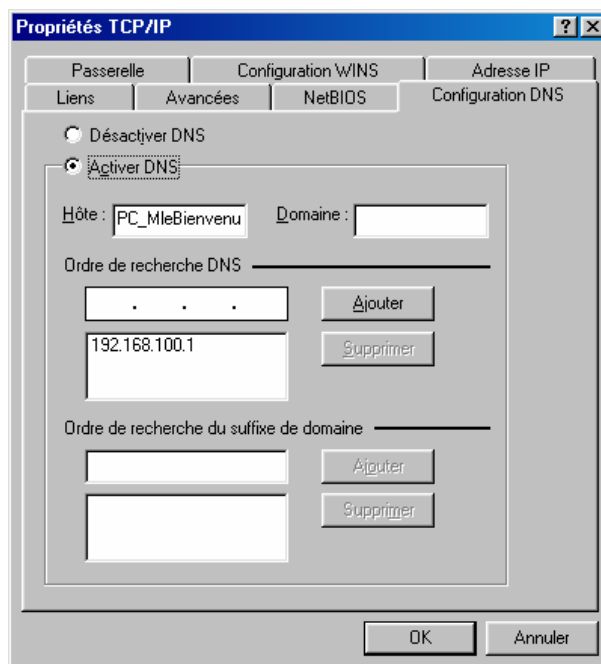 Propriétés TCP/IP
Passerelle Configuration WINS Adresse IP
Liens Avancées NetBIOS Configuration DNS
Désactiver DNS
Activer DNS
Hôte : PC_MleBienvenu Domaine :
Ordre de recherche DNS
. . . Ajouter
192.168.100.1 Supprimer
Ordre de recherche du suffixe de domaine
Ajouter
Supprimer
OK Annuler